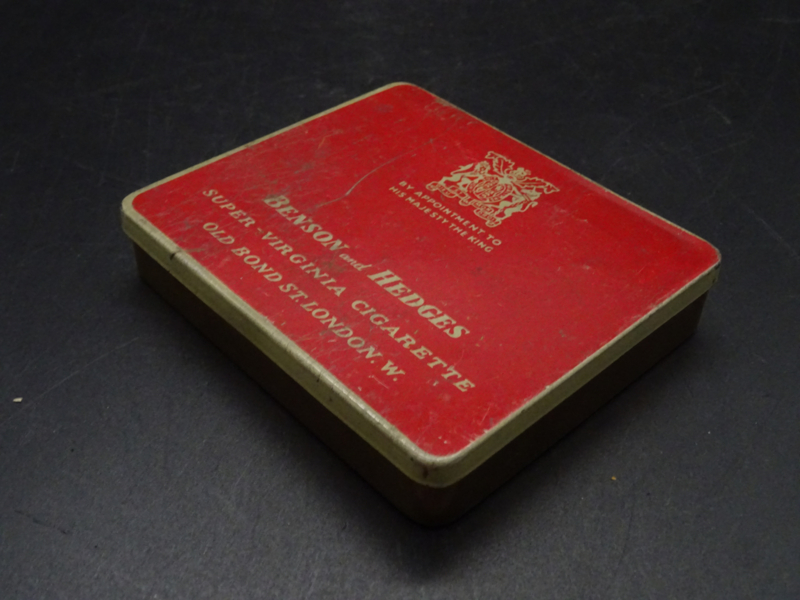 BY APPOINTMENT TO
HIS MAJESTY THE KING
BENSON and HEDGES
SUPER-VIRGINIA CIGARETTE
OLD BOND ST. LONDON. W.